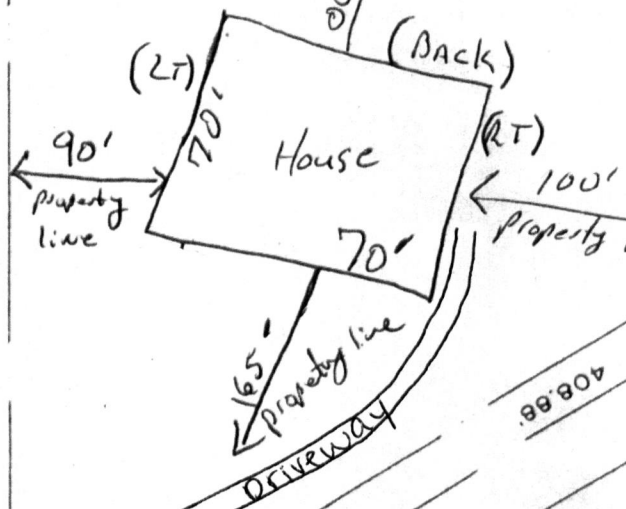 (BACK)
(LT)
70'
House
(RT)
90'
property
line
100'
Property
70'
165'
property line
Driveway
408.88'